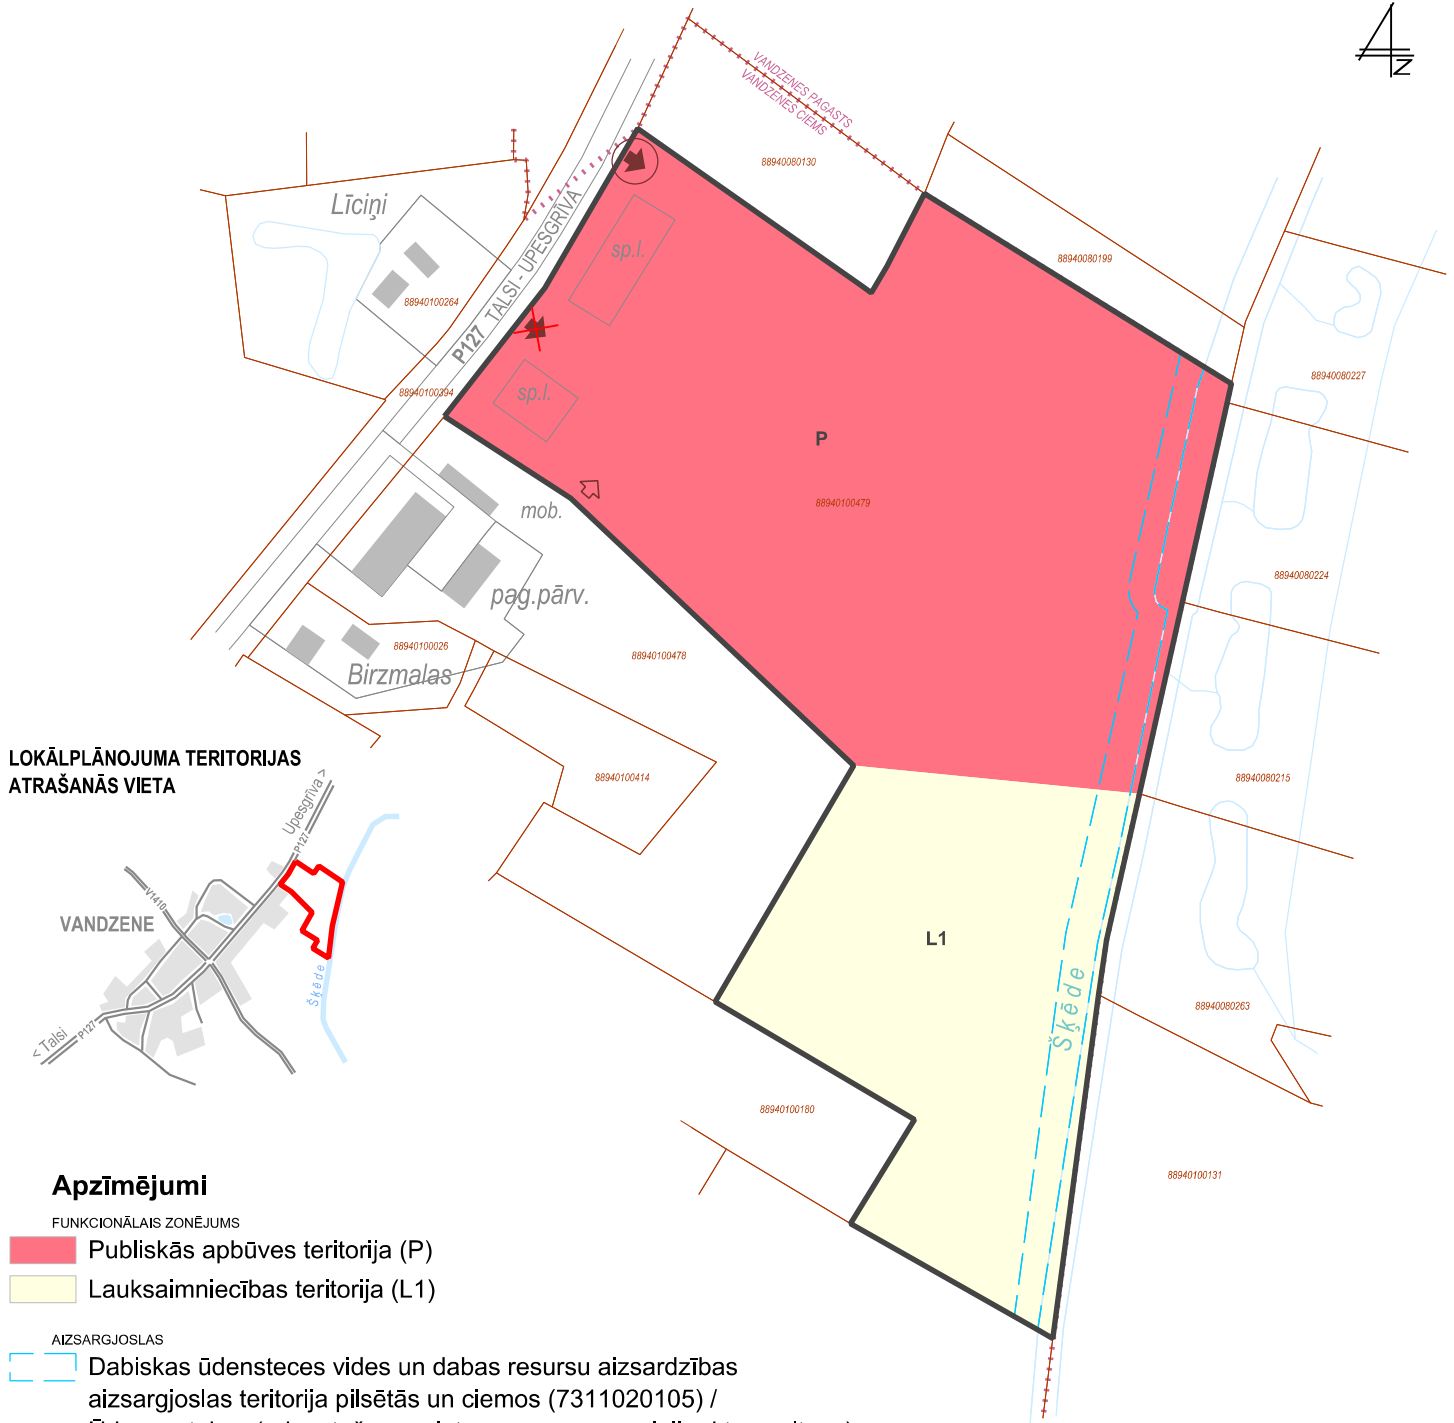 Z
VANDZENES PAGASTS
VANDZENES CIEMS
88940080130
Līciņi
P127 TALSI - UPESGRĪVA
sp.l.
88940080199
88940100264
88940080227
88940100394
sp.l.
P
88940100479
mob.
88940080224
pag.pārv.
88940100026
88940100478
Birzmalas
LOKĀLPLĀNOJUMA TERITORIJAS
ATRAŠANĀS VIETA
88940100414
88940080215
Upesgrīva >
P127
V1410
VANDZENE
L1
Šķēde
Šķēde
88940080263
< Talsi
P127
88940100180
88940100131
Apzīmējumi
FUNKCIONĀLAIS ZONĒJUMS
Publiskās apbūves teritorija (P)
Lauksaimniecības teritorija (L1)
AIZSARGJOSLAS
Dabiskas ūdensteces vides un dabas resursu aizsardzības
aizsargjoslas teritorija pilsētās un ciemos (7311020105) /